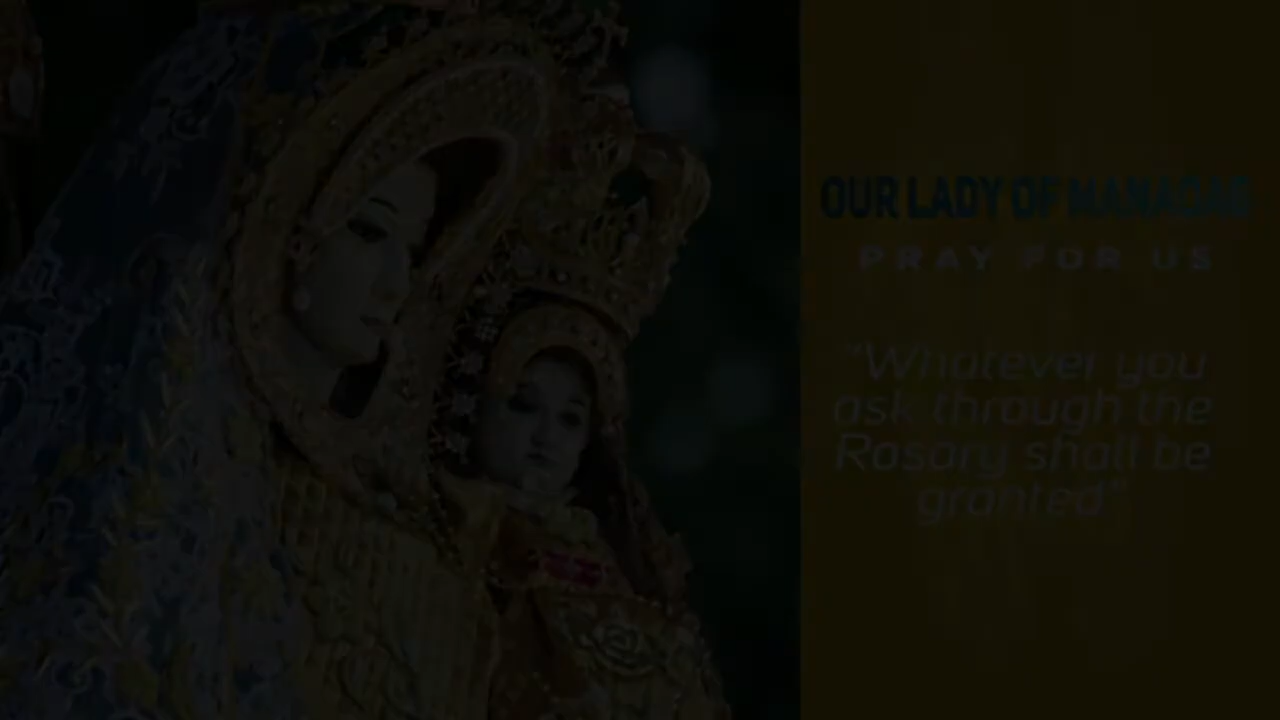 OUR LADY OF MANAOAG
PRAY FOR US
"Whatever you
ask through the
Rosary shall be
granted"